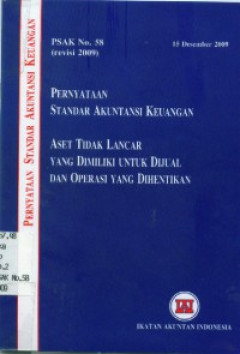 PSAK No. 58
(revisi 2009)
15 Desember 2009
PERNYATAAN
STANDAR AKUNTANSI KEUANGAN
ASET TIDAK LANCAR
YANG DIMILIKI UNTUK DIJUAL
DAN OPERASI YANG DIHENTIKAN
IKATAN AKUNTAN INDONESIA
PERNYATAAN STANDAR AKUNTANSI KEUANGAN